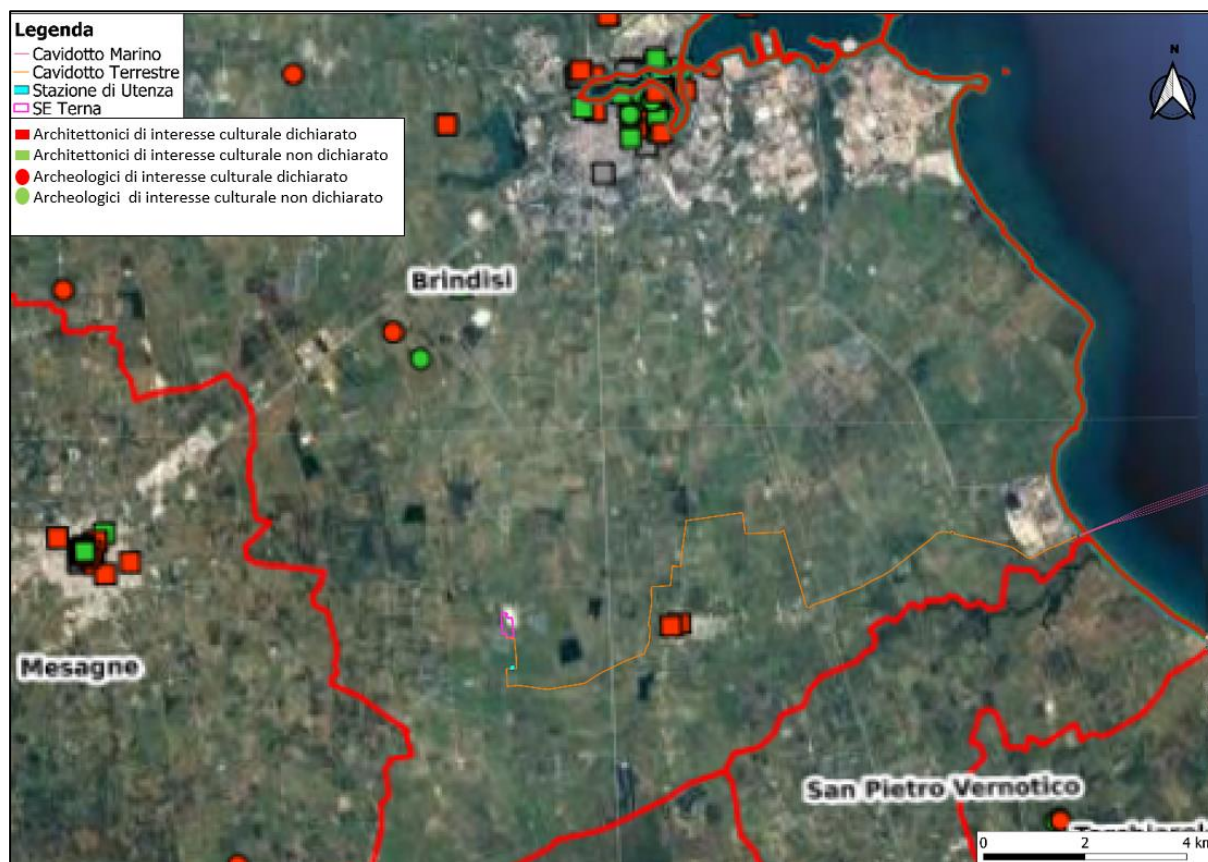 Legenda
Cavidotto Marino
Cavidotto Terrestre
Stazione di Utenza
SE Terna
Architettonici di interesse culturale dichiarato
Architettonici di interesse culturale non dichiarato
Archeologici di interesse culturale dichiarato
Archeologici di interesse culturale non dichiarato
N
Brindisi
Mesagne
San Pietro Vernotico
0 2 4 km